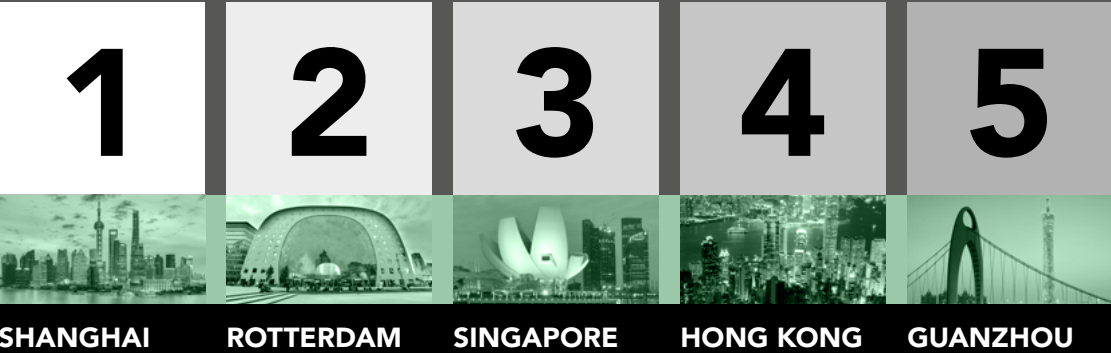 1 2 3 4 5
SHANGHAI ROTTERDAM SINGAPORE HONG KONG GUANZHOU